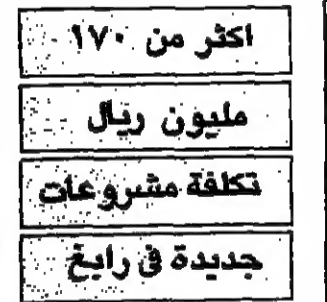 اكثر من ١٧٠
مليون ريال
تكلفة مشروعات
جديدة في رابغ